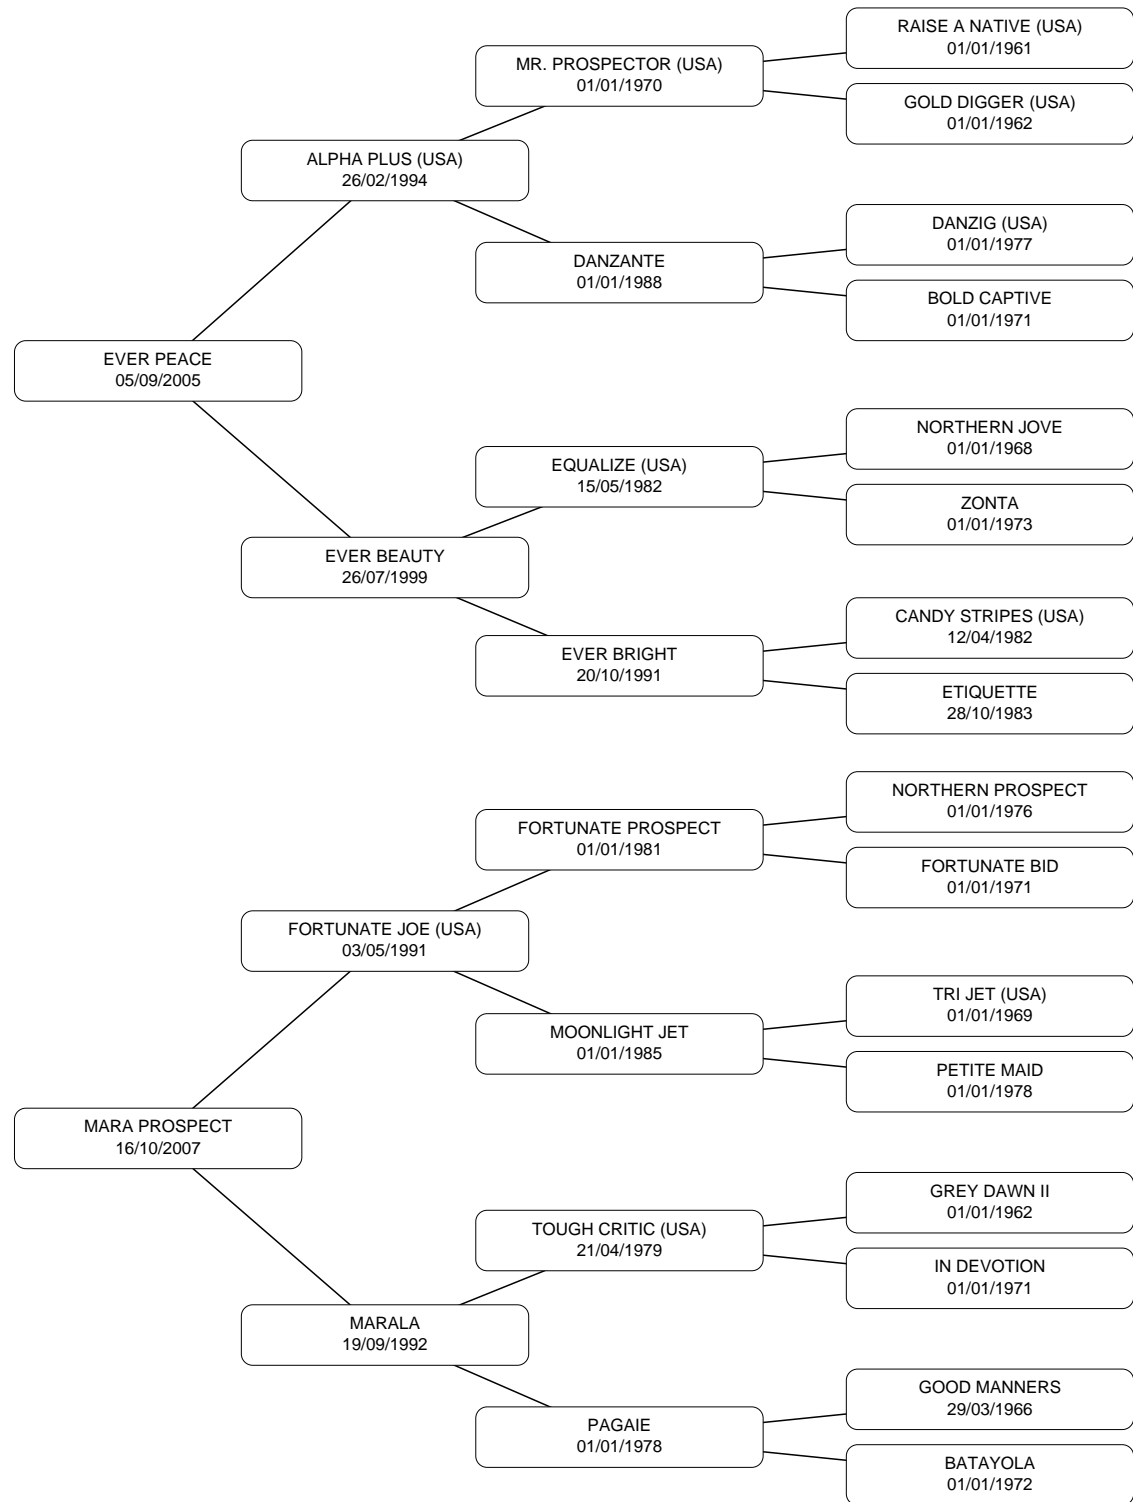 RAISE A NATIVE (USA)
01/01/1961
MR. PROSPECTOR (USA)
01/01/1970
GOLD DIGGER (USA)
01/01/1962
ALPHA PLUS (USA)
26/02/1994
DANZIG (USA)
01/01/1977
DANZANTE
01/01/1988
BOLD CAPTIVE
01/01/1971
EVER PEACE
05/09/2005
NORTHERN JOVE
01/01/1968
EQUALIZE (USA)
15/05/1982
ZONTA
01/01/1973
EVER BEAUTY
26/07/1999
CANDY STRIPES (USA)
12/04/1982
EVER BRIGHT
20/10/1991
ETIQUETTE
28/10/1983
NORTHERN PROSPECT
01/01/1976
FORTUNATE PROSPECT
01/01/1981
FORTUNATE BID
01/01/1971
FORTUNATE JOE (USA)
03/05/1991
TRI JET (USA)
01/01/1969
MOONLIGHT JET
01/01/1985
PETITE MAID
01/01/1978
MARA PROSPECT
16/10/2007
GREY DAWN II
01/01/1962
TOUGH CRITIC (USA)
21/04/1979
IN DEVOTION
01/01/1971
MARALA
19/09/1992
GOOD MANNERS
29/03/1966
PAGAIE
01/01/1978
BATAYOLA
01/01/1972